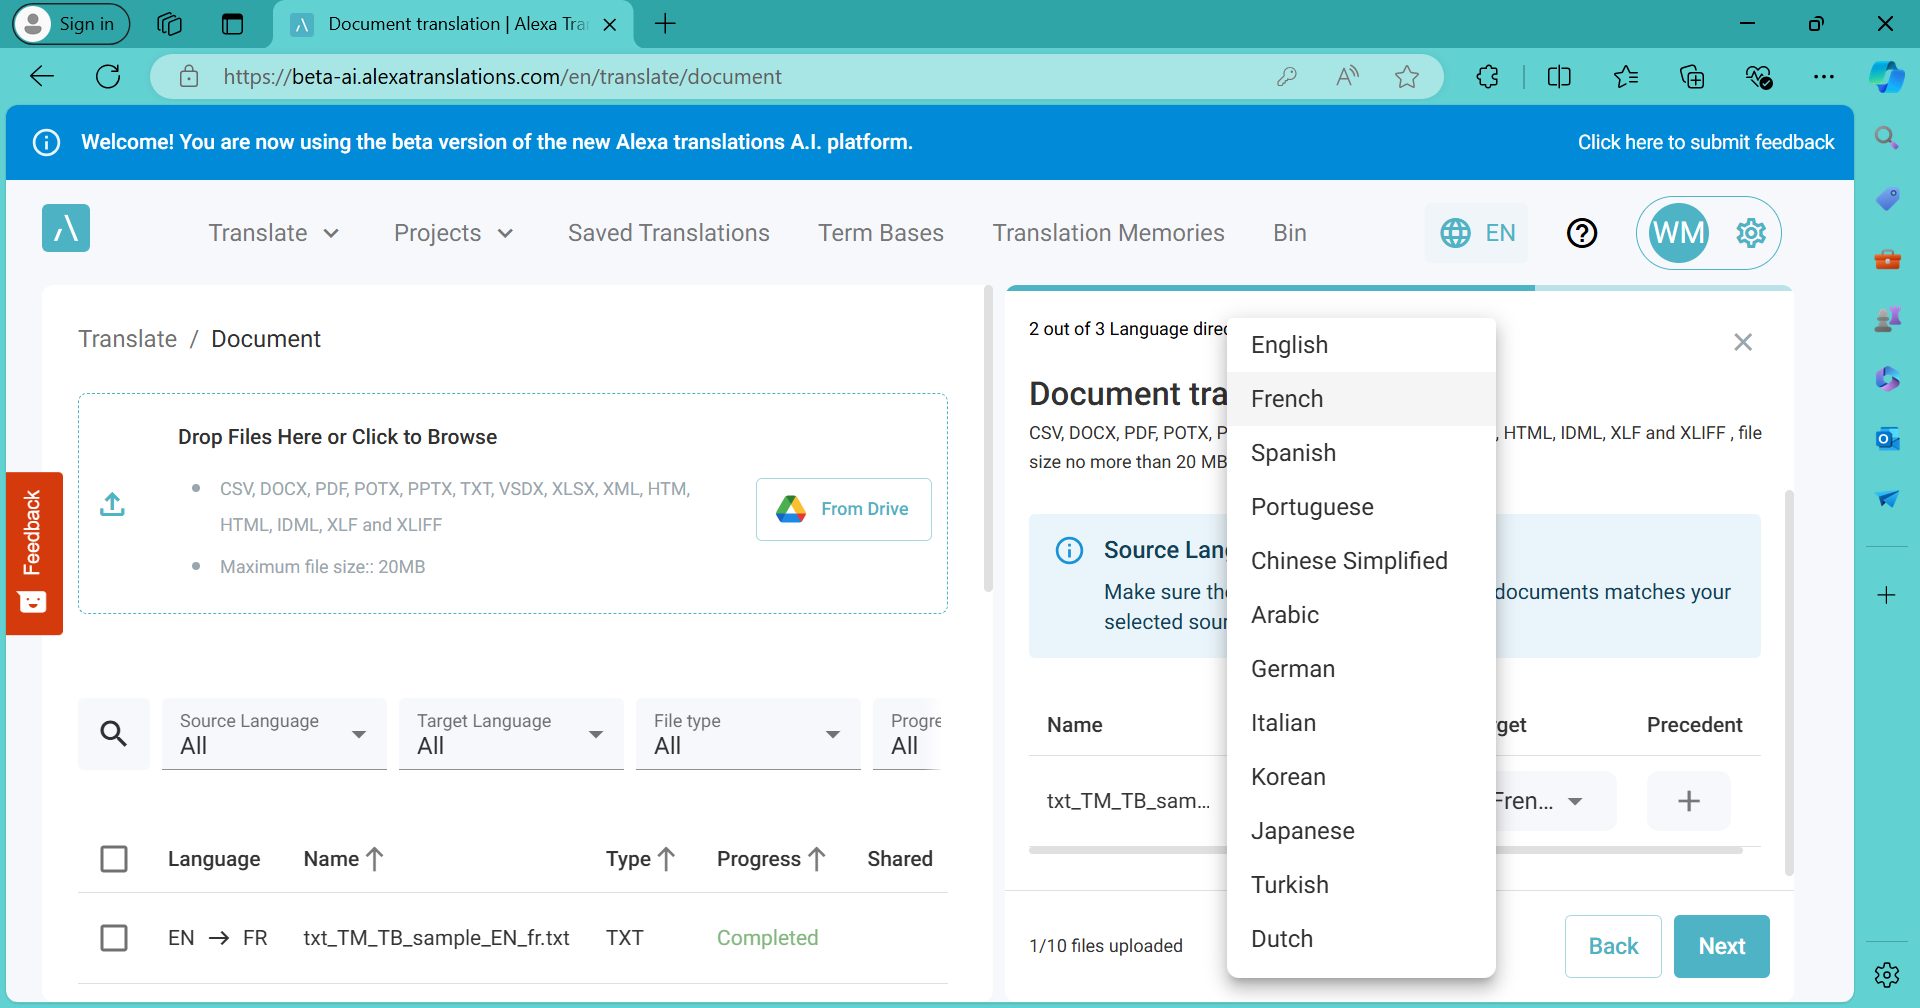 Sign in
Document translation | Alexa Tra
https://beta-ai.alexatranslations.com/en/translate/document
Welcome! You are now using the beta version of the new Alexa translations A.I. platform.
Click here to submit feedback
Translate
Projects
Saved Translations
Term Bases
Translation Memories
Bin
EN
WM
Translate / Document
Drop Files Here or Click to Browse
CSV, DOCX, PDF, POTX, PPTX, TXT, VSDX, XLSX, XML, HTM,
HTML, IDML, XLF and XLIFF
Maximum file size:: 20MB
From Drive
Feedback
Source Language
All
Target Language
All
File type
All
Progre
All
Language
Name
Type
Progress
Shared
EN → FR
txt_TM_TB_sample_EN_fr.txt
TXT
Completed
2 out of 3 Language direc
Document tra
CSV, DOCX, PDF, POTX, P
, HTML, IDML, XLF and XLIFF , file
size no more than 20 MB
Source Lang
Make sure the
documents matches your
selected sour
Name
get
Precedent
txt_TM_TB_sam...
Fren...
1/10 files uploaded
Back
Next
English
French
Spanish
Portuguese
Chinese Simplified
Arabic
German
Italian
Korean
Japanese
Turkish
Dutch